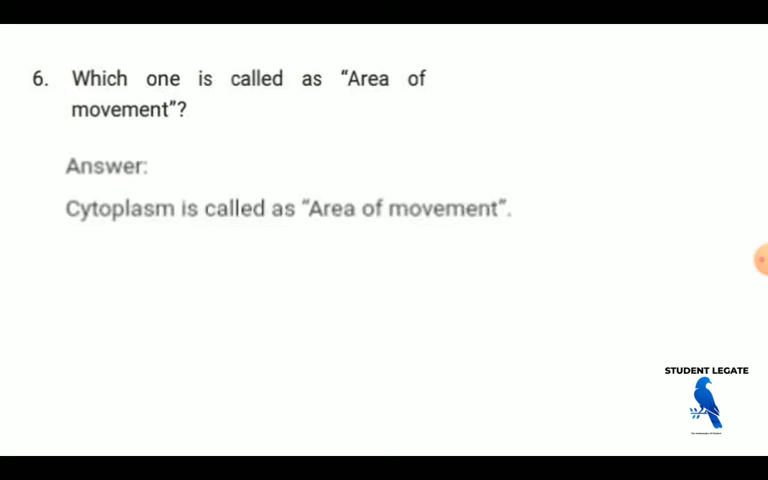 6. Which one is called as “Area of
movement”?
Answer:
Cytoplasm is called as “Area of movement”.
STUDENT LEGATE